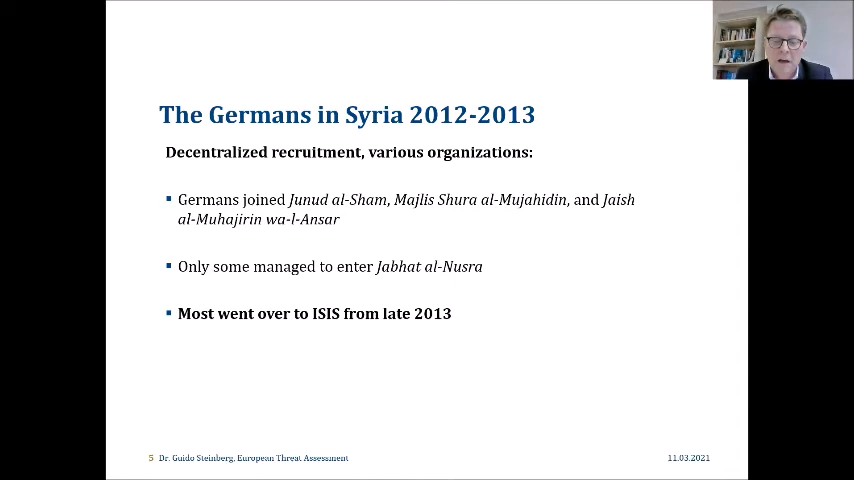 The Germans in Syria 2012-2013
Decentralized recruitment, various organizations:
▪ Germans joined Junud al-Sham, Majlis Shura al-Mujahidin, and Jaish
al-Muhajirin wa-l-Ansar
▪ Only some managed to enter Jabhat al-Nusra
▪ Most went over to ISIS from late 2013
5 Dr. Guido Steinberg, European Threat Assessment
11.03.2021